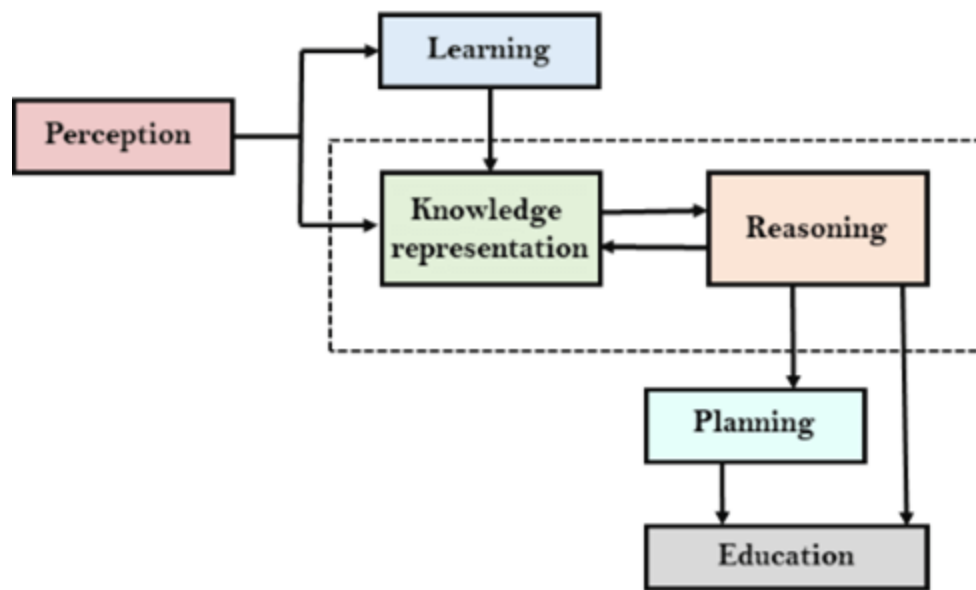 Learning
Perception
Knowledge
representation
Reasoning
Planning
Education